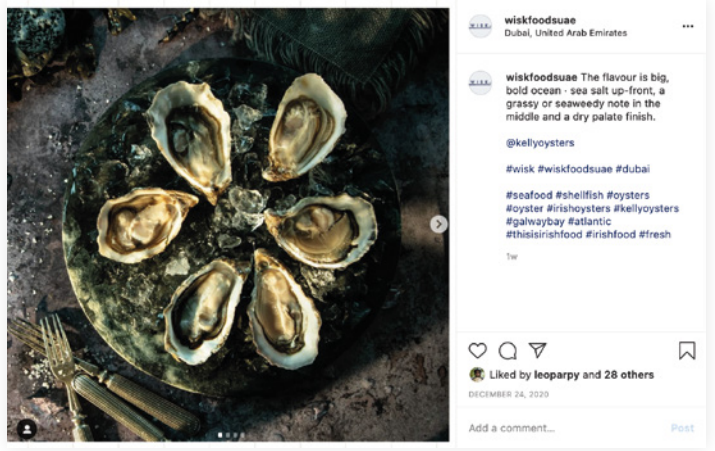 wiskfoodsuae
Dubai, United Arab Emirates
wiskfoodsuae The flavour is big,
bold ocean - sea salt up-front, a
grassy or seaweedy note in the
middle and a dry palate finish.
@kellyoysters
#wisk #wiskfoodsuae #dubai
#seafood #shellfish #oysters
#oyster #irishoysters #kellyoysters
#galwaybay #atlantic
#thisisirishfood #irishfood #fresh
1w
Liked by leoparpy and 28 others
DECEMBER 24, 2020
Add a comment...
Post